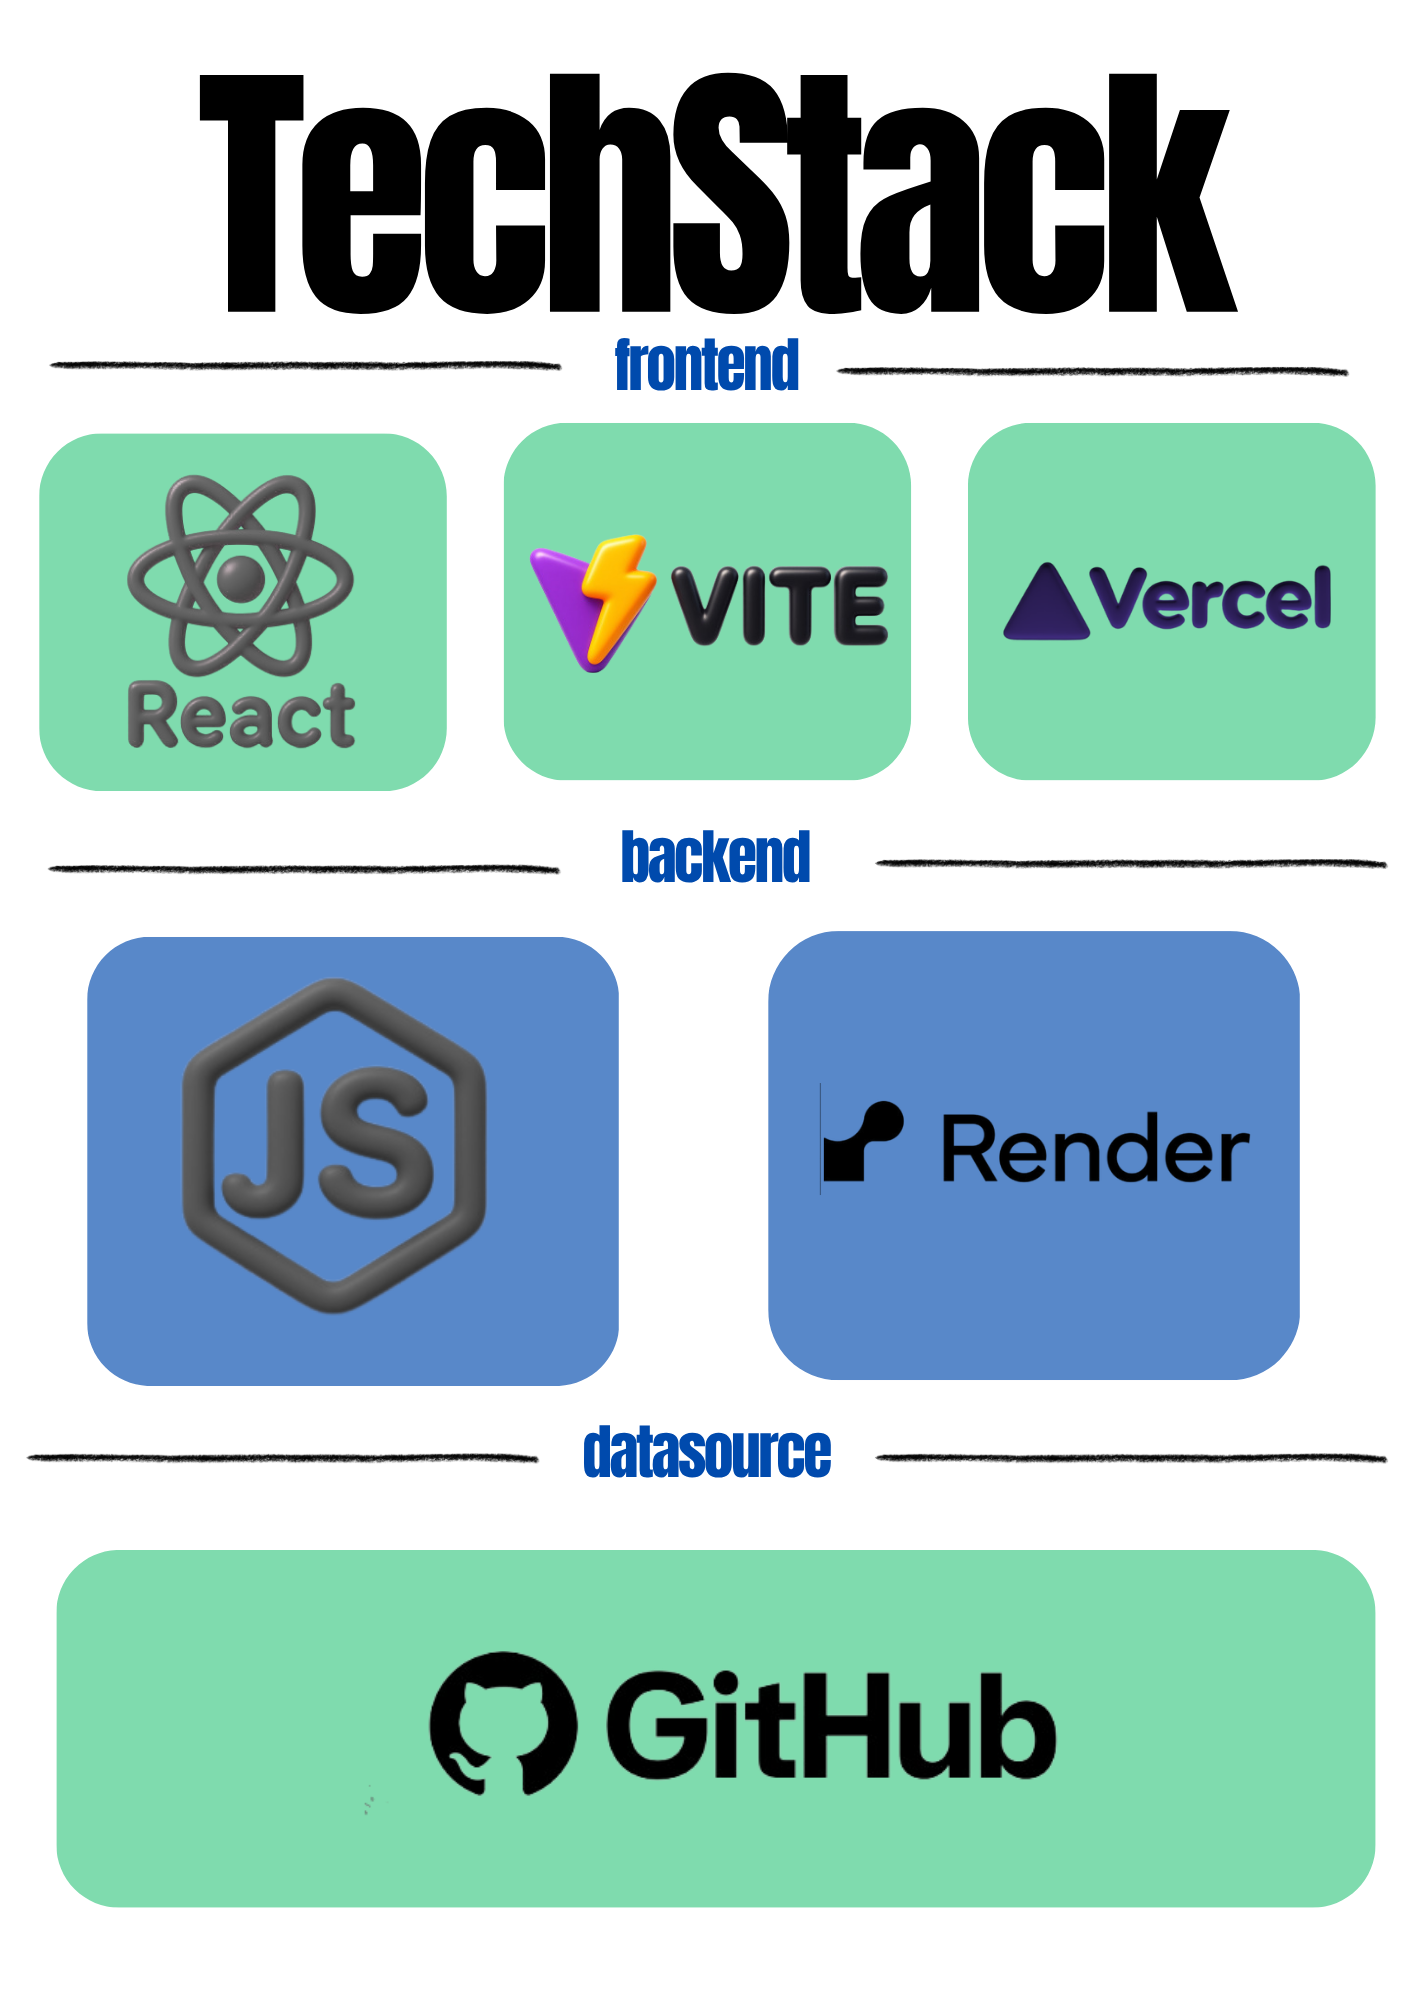 TechStack
frontend
React
VITE
Vercel
backend
JS
Render
datasource
GitHub